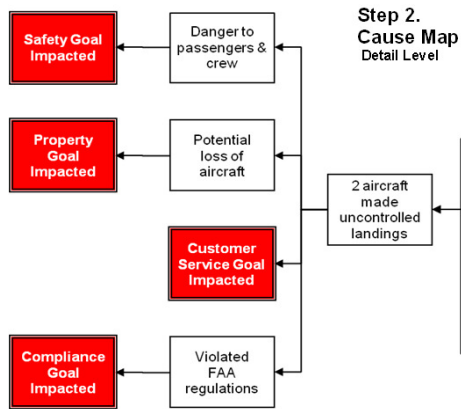 Step 2.
Cause Map
Detail Level
Safety Goal
Impacted
Danger to
passengers &
crew
Property
Goal
Impacted
Potential
loss of
aircraft
2 aircraft
made
uncontrolled
landings
Customer
Service Goal
Impacted
Compliance
Goal
Impacted
Violated
FAA
regulations